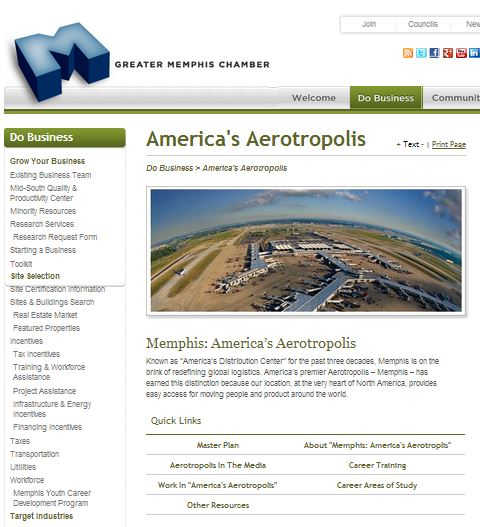 Join
Councils
New
GREATER MEMPHIS CHAMBER
Welcome
Do Business
Communit
Do Business
Grow Your Business
Existing Business Team
Mid-South Quality &
Productivity Center
Minority Resources
Research Services
Research Request Form
Starting a Business
Toolkit
Site Selection
Site Certification Information
Sites & Buildings Search
Real Estate Market
Featured Properties
Incentives
Tax Incentives
Training & Workforce
Assistance
Project Assistance
Infrastructure & Energy
Incentives
Financing Incentives
Taxes
Transportation
Utilities
Workforce
Memphis Youth Career
Development Program
Target Industries
America's Aerotropolis
+ Text - | Print Page
Do Business > America's Aerotropolis
Memphis: America's Aerotropolis
Known as "America's Distribution Center" for the past three decades, Memphis is on the
brink of redefining global logistics. America's premier Aerotropolis – Memphis – has
earned this distinction because our location, at the very heart of North America, provides
easy access for moving people and product around the world.
Quick Links
Master Plan
About "Memphis: America's Aerotroplis"
Aerotropolis In The Media
Career Training
Work In "America's Aerotropolis"
Career Areas of Study
Other Resources